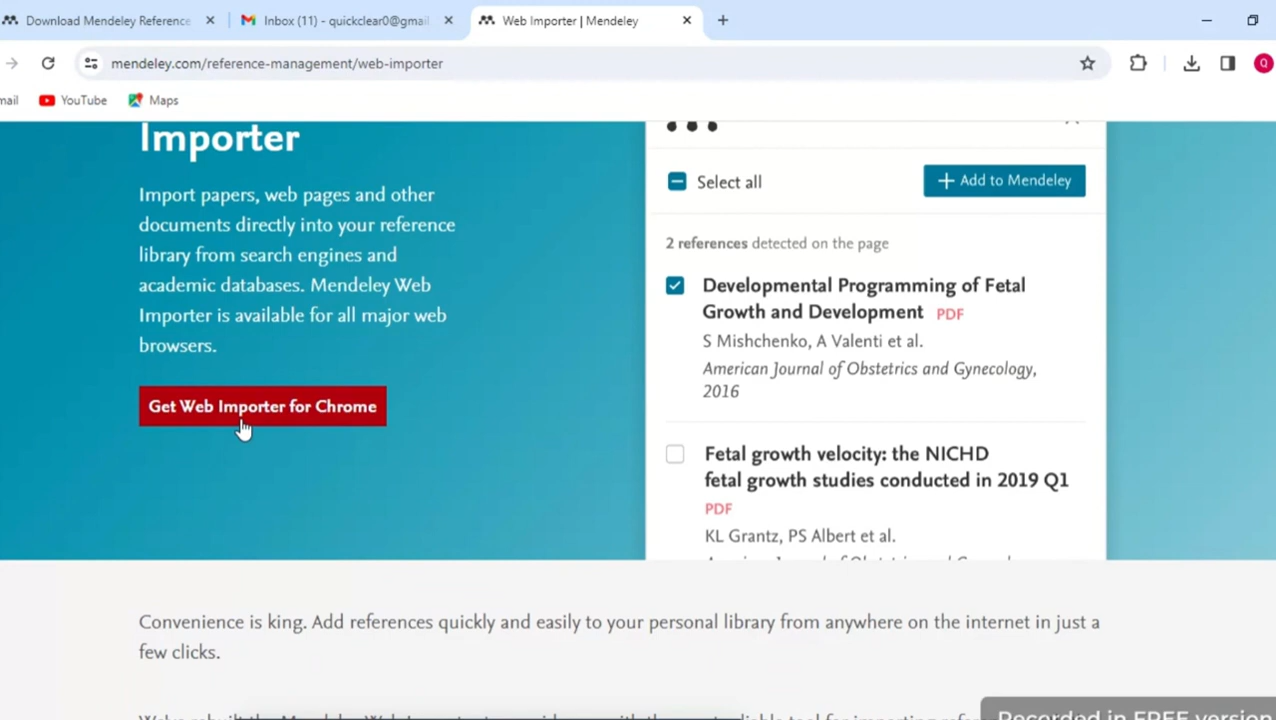 Download Mendeley Reference
Inbox (11) - quickclear0@gmail
Web Importer | Mendeley
mendeley.com/reference-management/web-importer
Q
mail
YouTube
Maps
Importer
Import papers, web pages and other
documents directly into your reference
library from search engines and
academic databases. Mendeley Web
Importer is available for all major web
browsers.
Get Web Importer for Chrome
Select all
Add to Mendeley
2 references detected on the page
Developmental Programming of Fetal
Growth and Development PDF
S Mishchenko, A Valenti et al.
American Journal of Obstetrics and Gynecology,
2016
Fetal growth velocity: the NICHD
fetal growth studies conducted in 2019 Q1
PDF
KL Grantz, PS Albert et al.
Convenience is king. Add references quickly and easily to your personal library from anywhere on the internet in just a
few clicks.
Recorded in FREE version